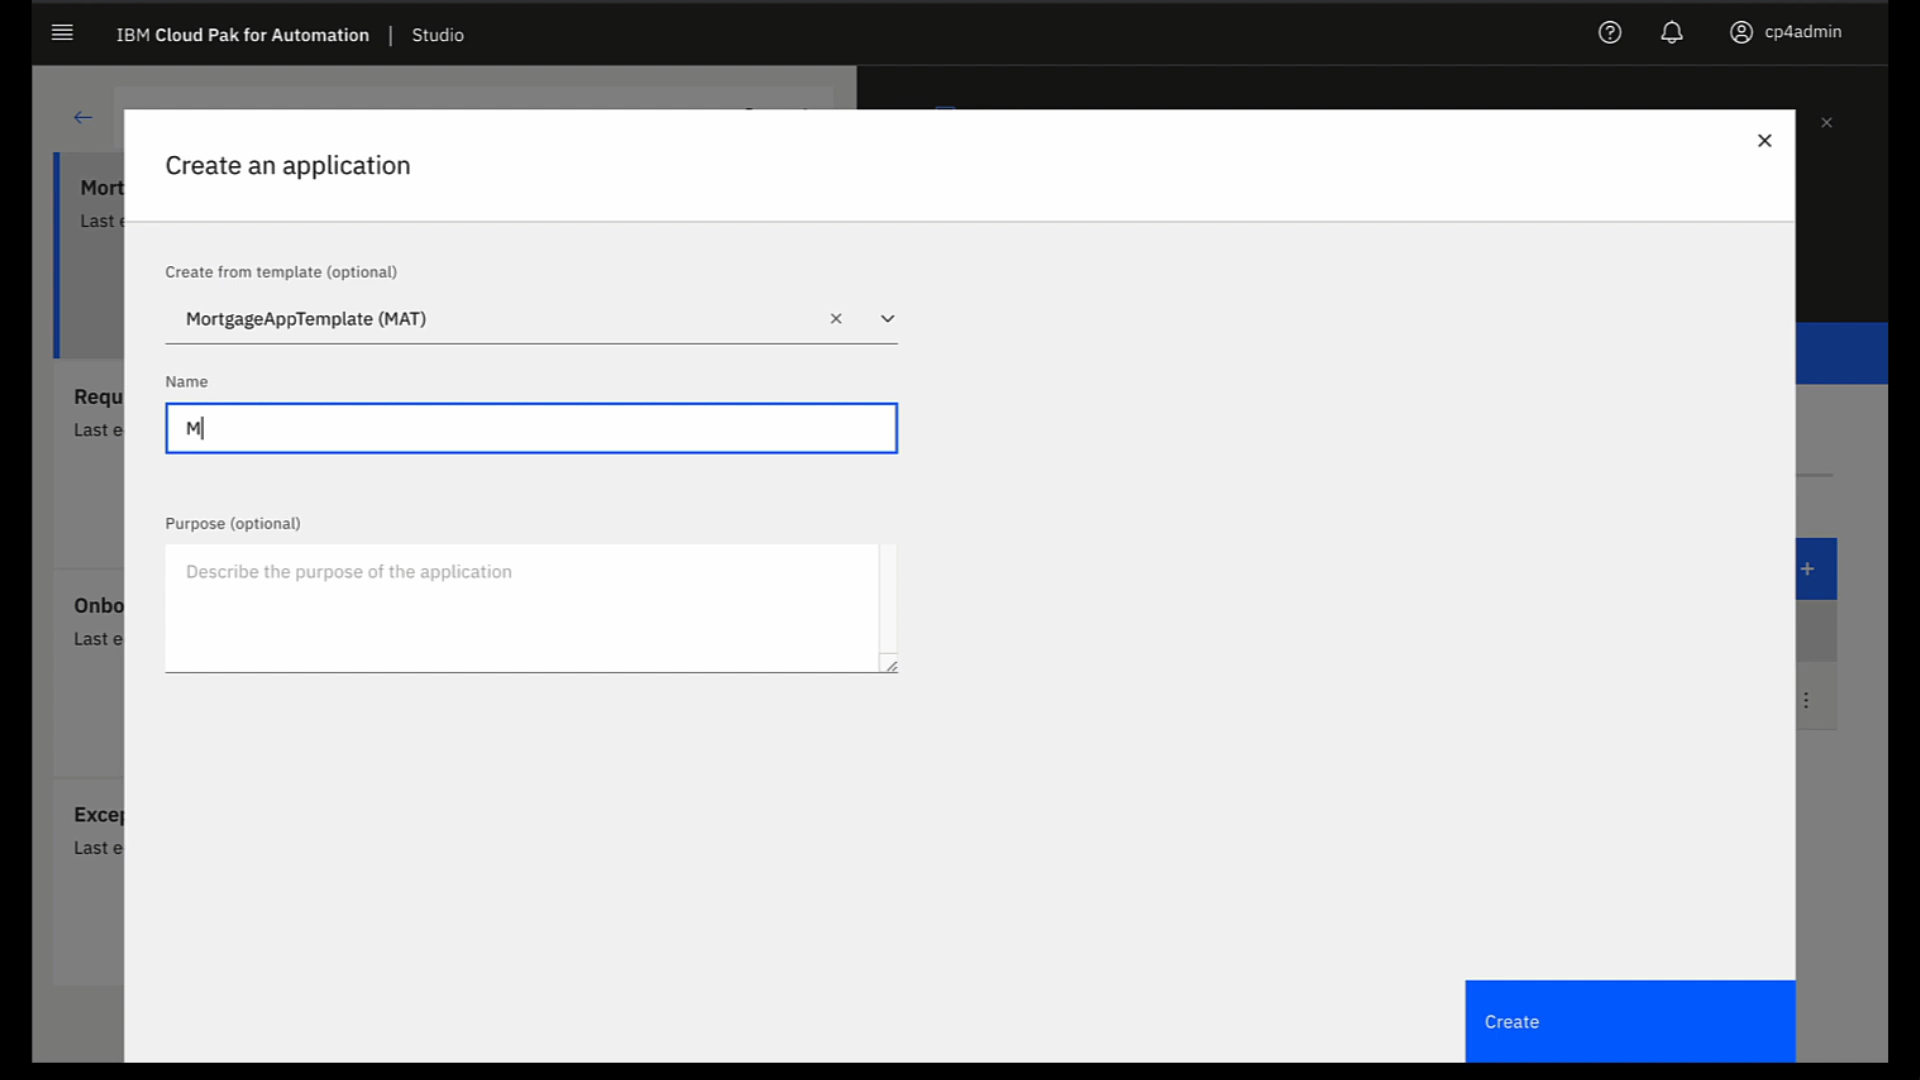 IBM Cloud Pak for Automation | Studio
cp4admin
Create an application
Mort
Last e
Create from template (optional)
MortgageAppTemplate (MAT)
Name
Requ
M
Last e
Purpose (optional)
Describe the purpose of the application
Onbo
Last e
Excep
Last e
Create